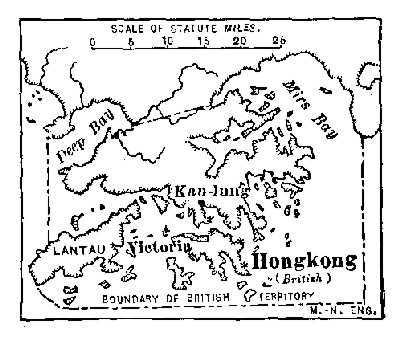 SCALE OF STATUTE MILES.
0 5 10 15 20 25
Mirs Bay
Deep Bay
Kau-lung
LANTAU
Victoria
Hongkong
(British)
BOUNDARY OF BRITISH TERRITORY
M.-N. ENG.